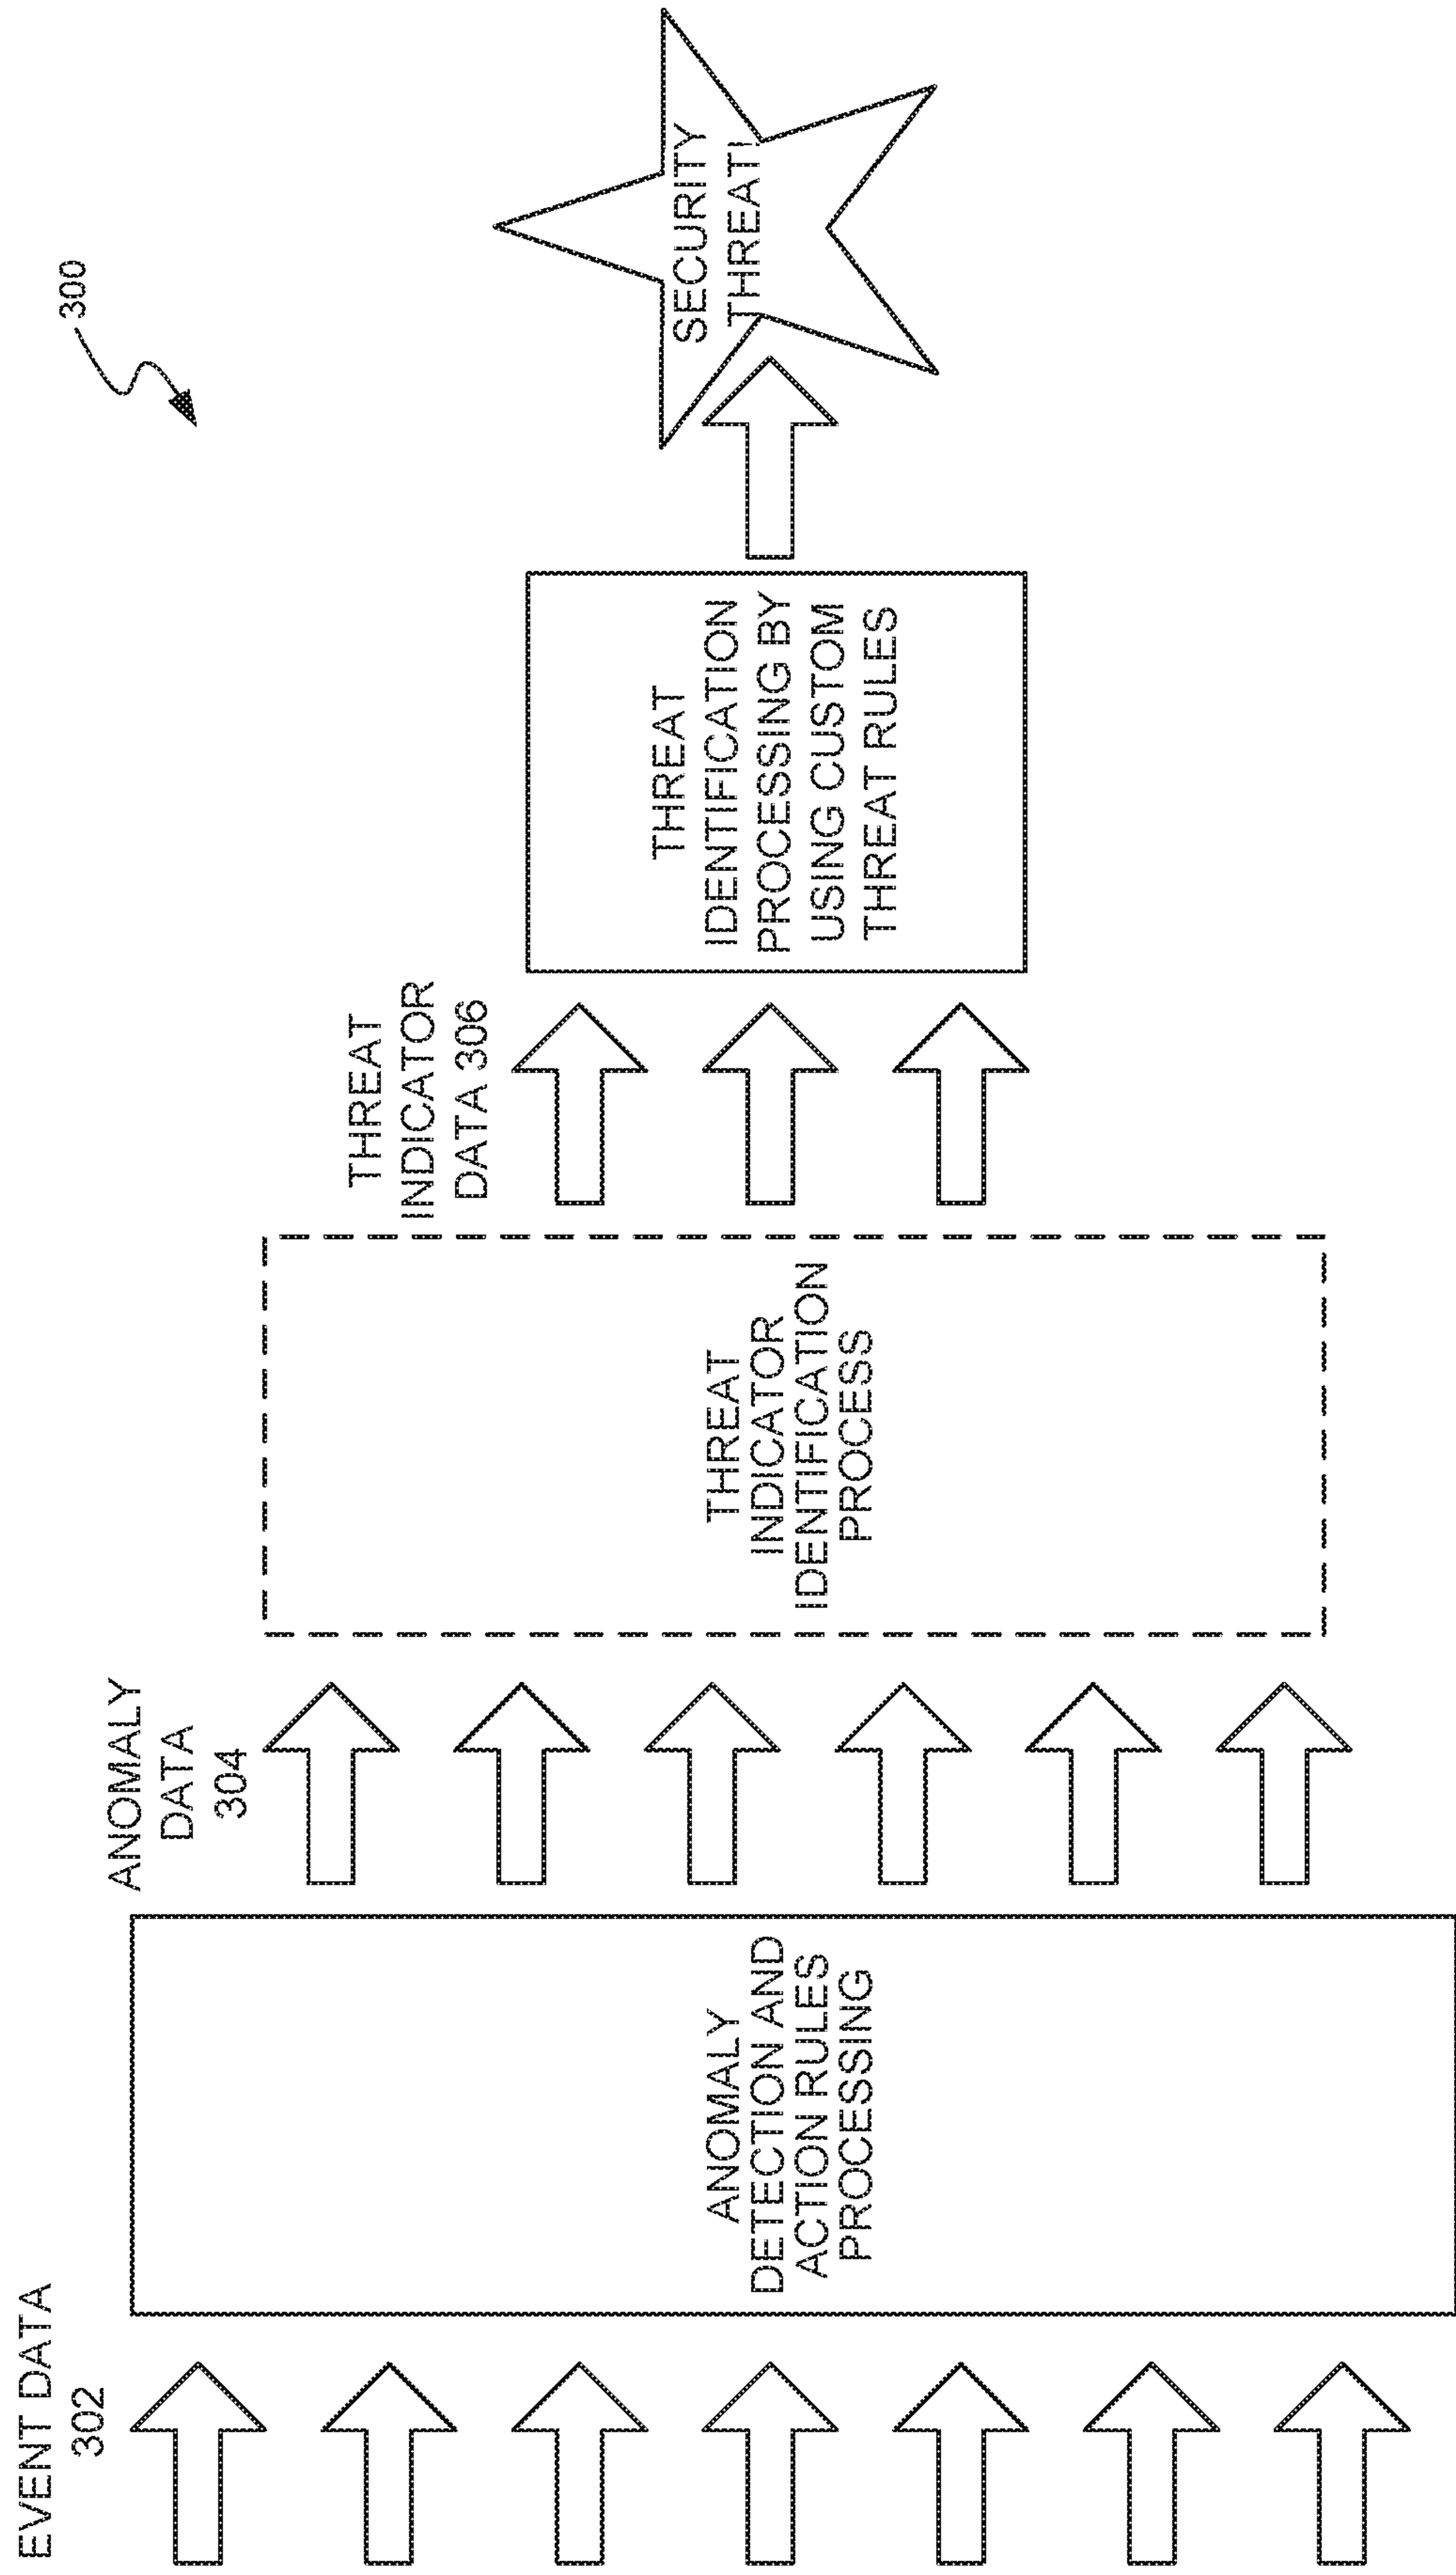 300
EVENT DATA
302
ANOMALY
DETECTION AND
ACTION RULES
PROCESSING
ANOMALY
DATA
304
THREAT
INDICATOR
IDENTIFICATION
PROCESS
THREAT
INDICATOR
DATA 306
THREAT
IDENTIFICATION
PROCESSING BY
USING CUSTOM
THREAT RULES
SECURITY
THREAT!